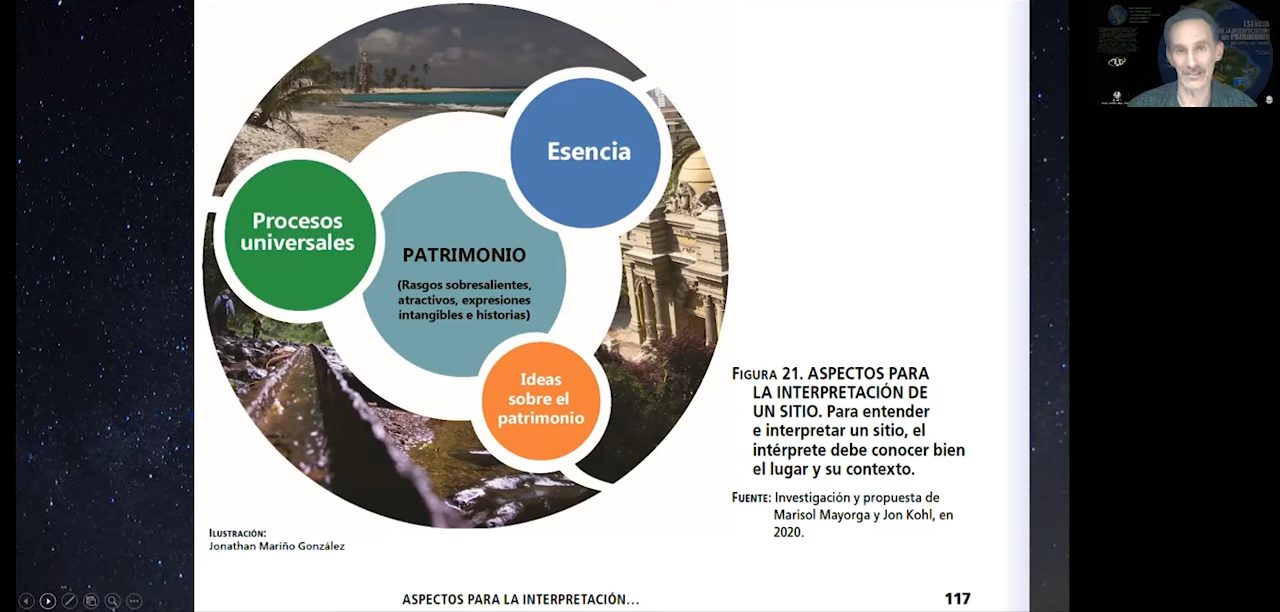 Esencia
Procesos
universales
PATRIMONIO
(Rasgos sobresalientes,
atractivos, expresiones
intangibles e historias)
Ideas
sobre el
patrimonio
FIGURA 21. ASPECTOS PARA
LA INTERPRETACIÓN DE
UN SITIO. Para entender
e interpretar un sitio, el
intérprete debe conocer bien
el lugar y su contexto.
FUENTE: Investigación y propuesta de
Marisol Mayorga y Jon Kohl, en
2020.
ILUSTRACIÓN:
Jonathan Mariño González
ASPECTOS PARA LA INTERPRETACIÓN...
117
ESENCIA